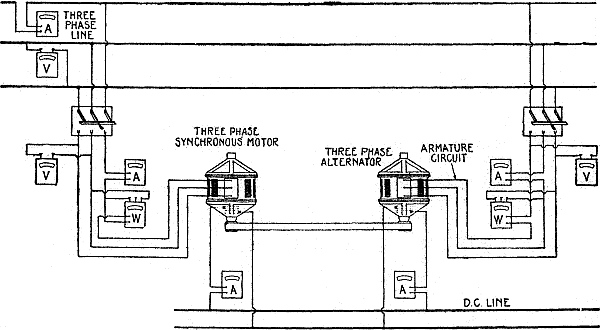 THREE
PHASE
LINE
A
V
THREE PHASE
SYNCHRONOUS MOTOR
THREE PHASE
ALTERNATOR
ARMATURE
CIRCUIT
V
A
W
A
V
W
A
A
D.C. LINE